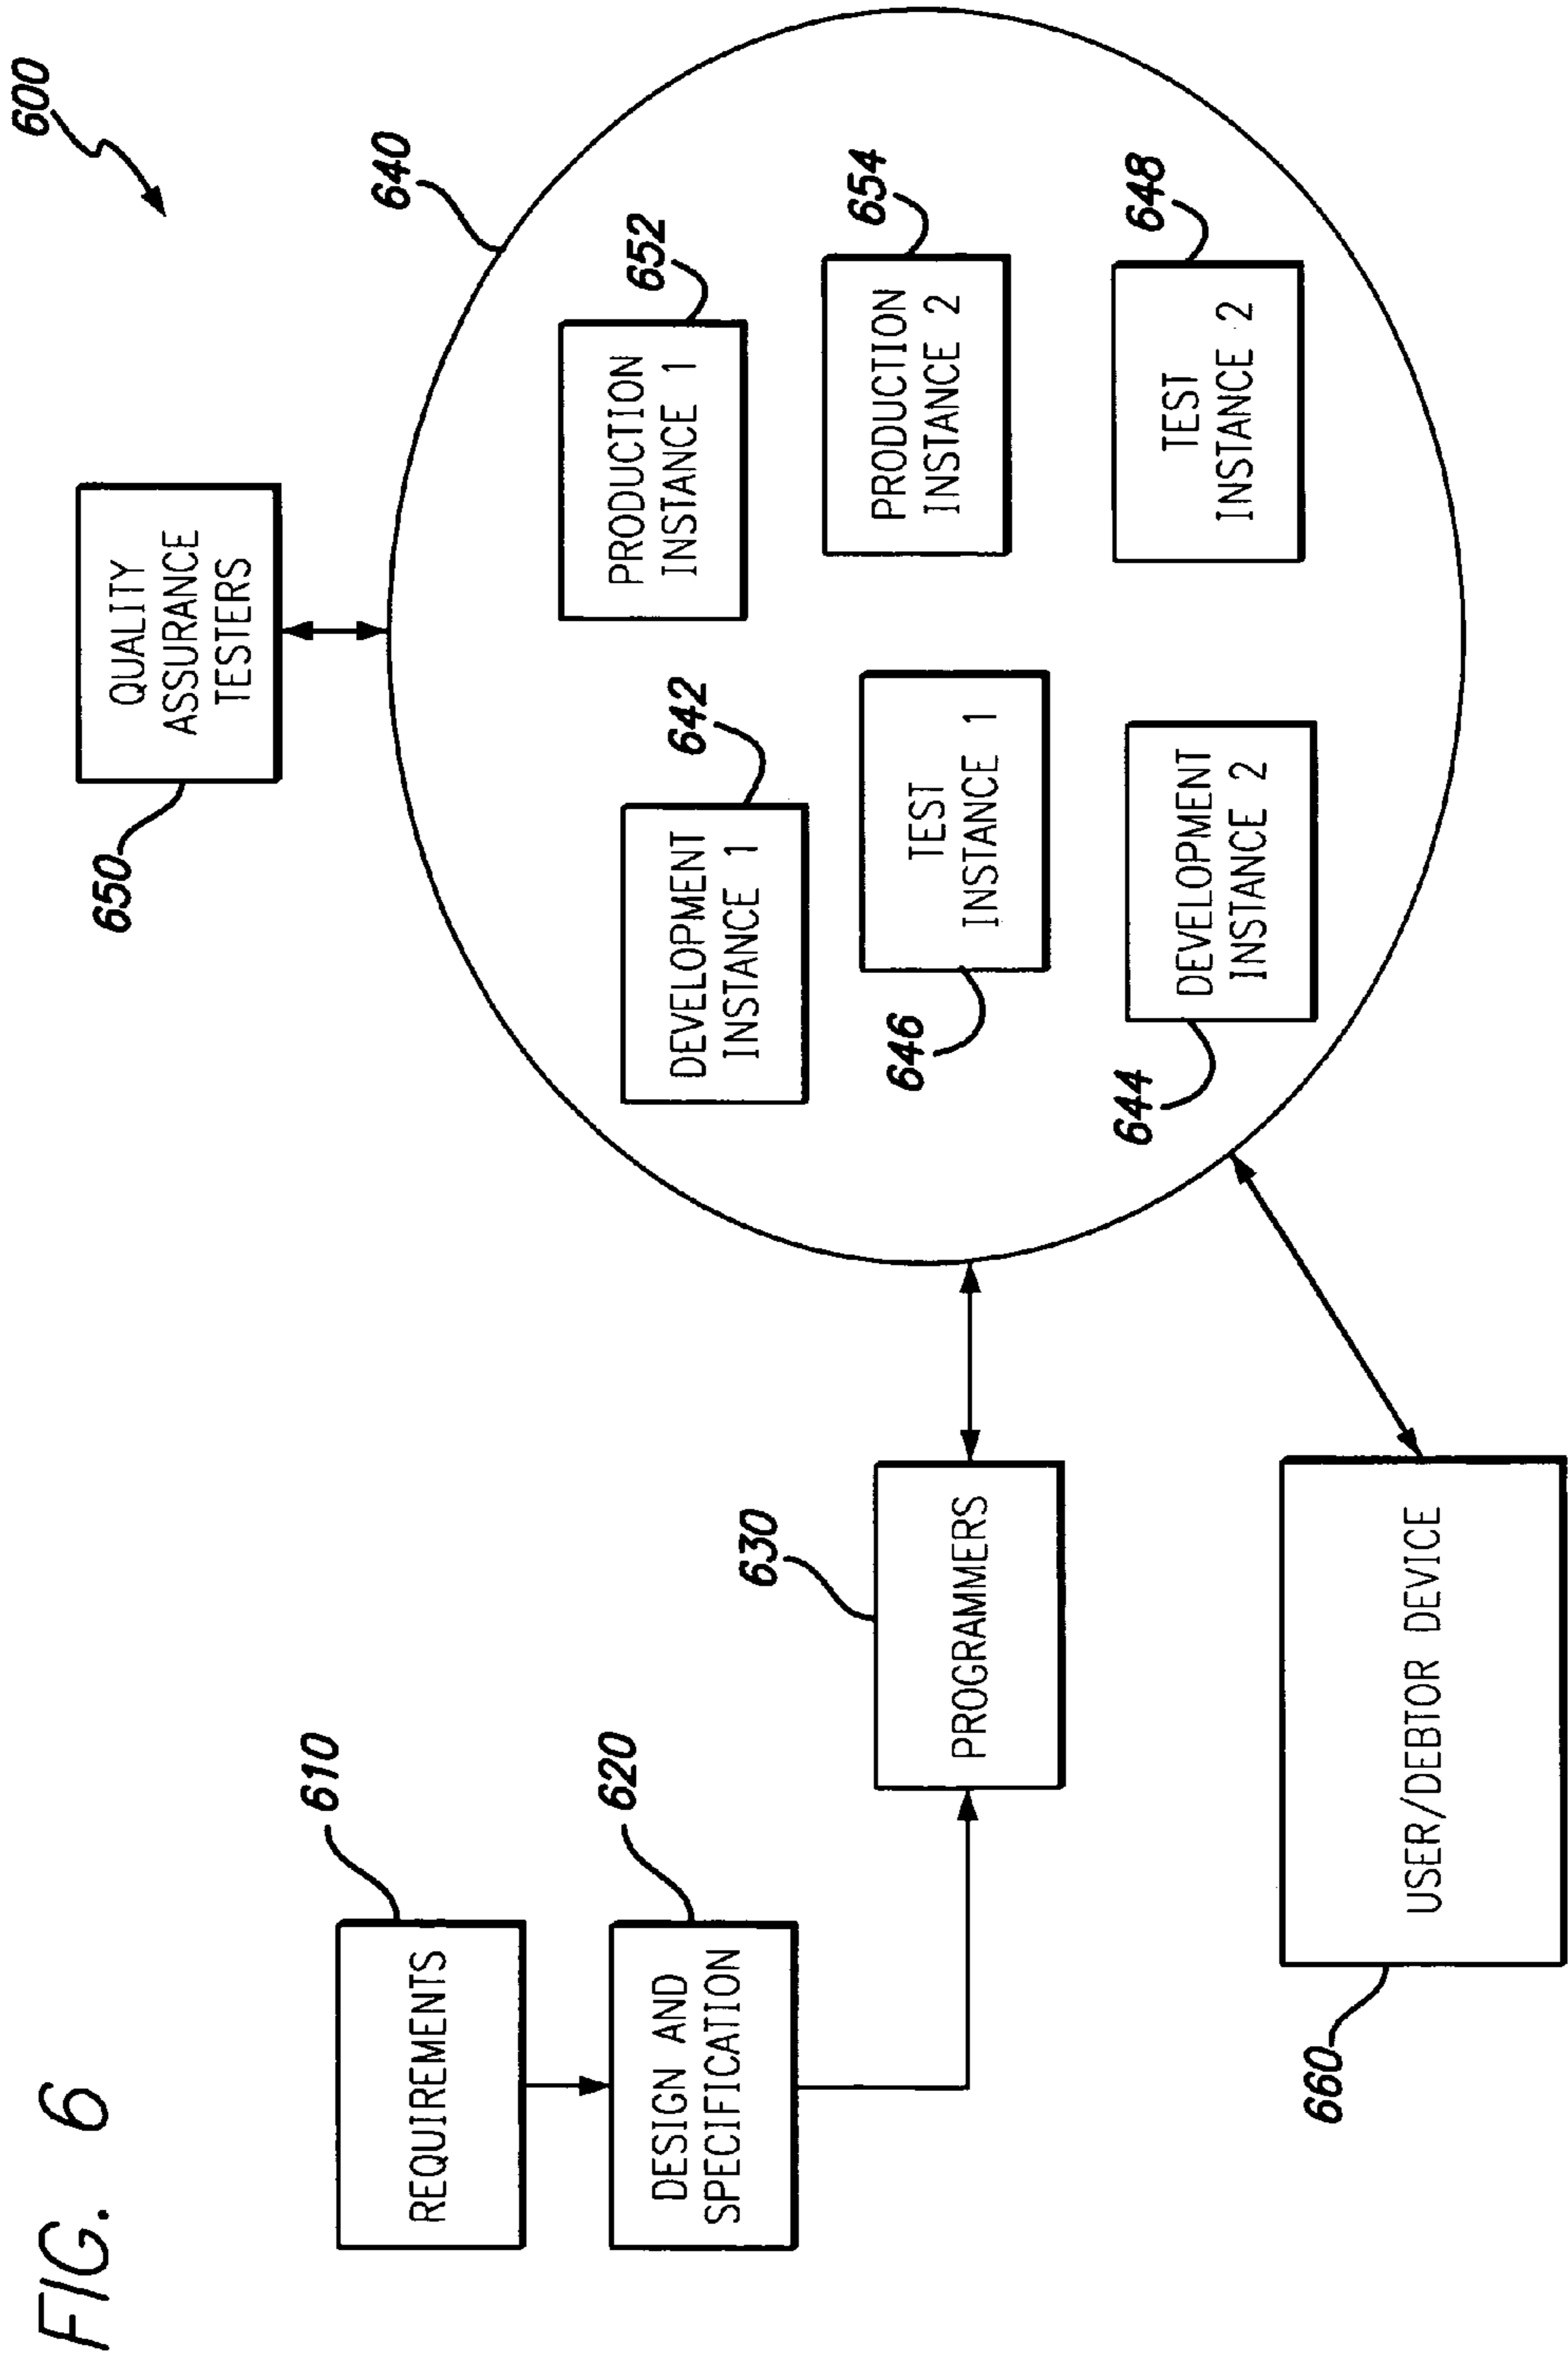 FIG. 6
600
610
REQUIREMENTS
620
DESIGN AND
SPECIFICATION
630
PROGRAMMERS
660
USER/DEBTOR DEVICE
650
QUALITY
ASSURANCE
TESTERS
640
642
DEVELOPMENT
INSTANCE 1
652
PRODUCTION
INSTANCE 1
646
TEST
INSTANCE 1
654
PRODUCTION
INSTANCE 2
644
DEVELOPMENT
INSTANCE 2
648
TEST
INSTANCE 2